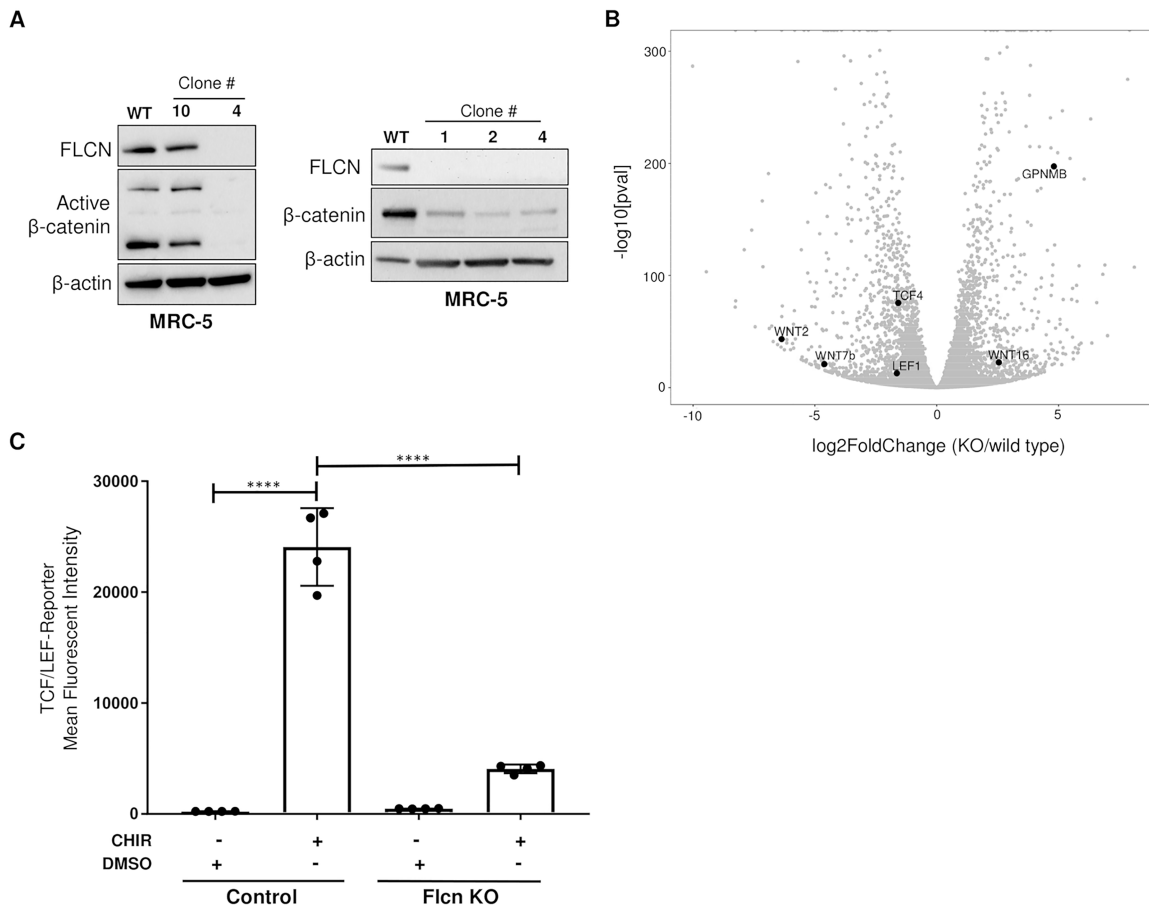 A
Clone #
WT 10 4
FLCN
Active
β-catenin
β-actin
MRC-5
Clone #
WT 1 2 4
FLCN
β-catenin
β-actin
MRC-5
B
-log10[pval]
300
200
100
0
GPNMB
TCF4
WNT2
WNT7b
LEF1
WNT16
-10 -5 0 5
log2FoldChange (KO/wild type)
C
TCF/LEF-Reporter
Mean Fluorescent Intensity
30000
20000
10000
0
****
****
CHIR - + - +
DMSO + - + -
Control Flcn KO